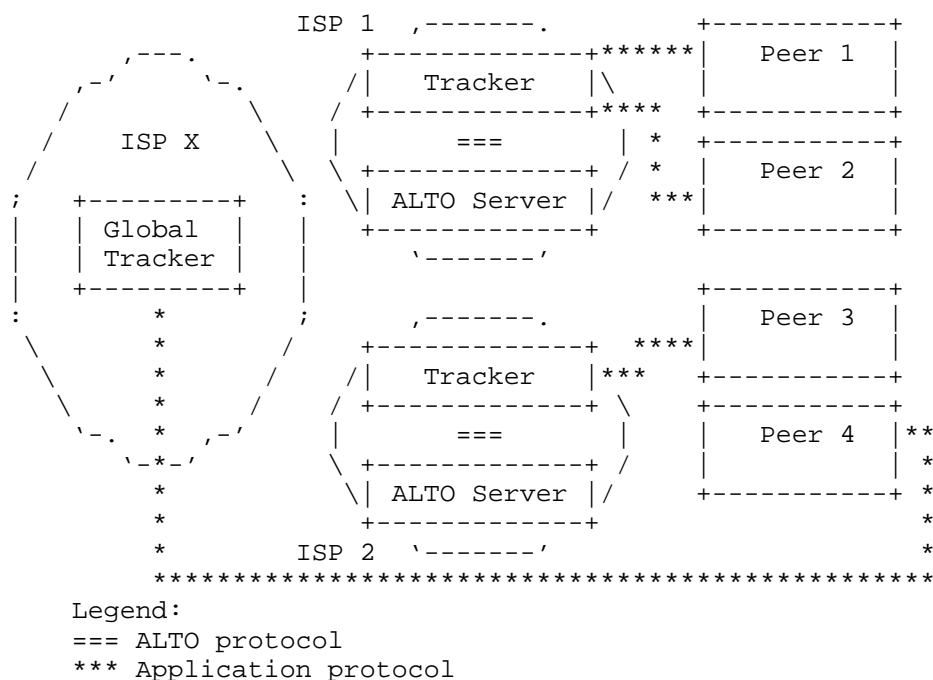 ISP 1
Peer 1
Tracker
ISP X
===
Peer 2
ALTO Server
Global
Tracker
Peer 3
Tracker
===
Peer 4
ALTO Server
ISP 2
Legend:
=== ALTO protocol
*** Application protocol